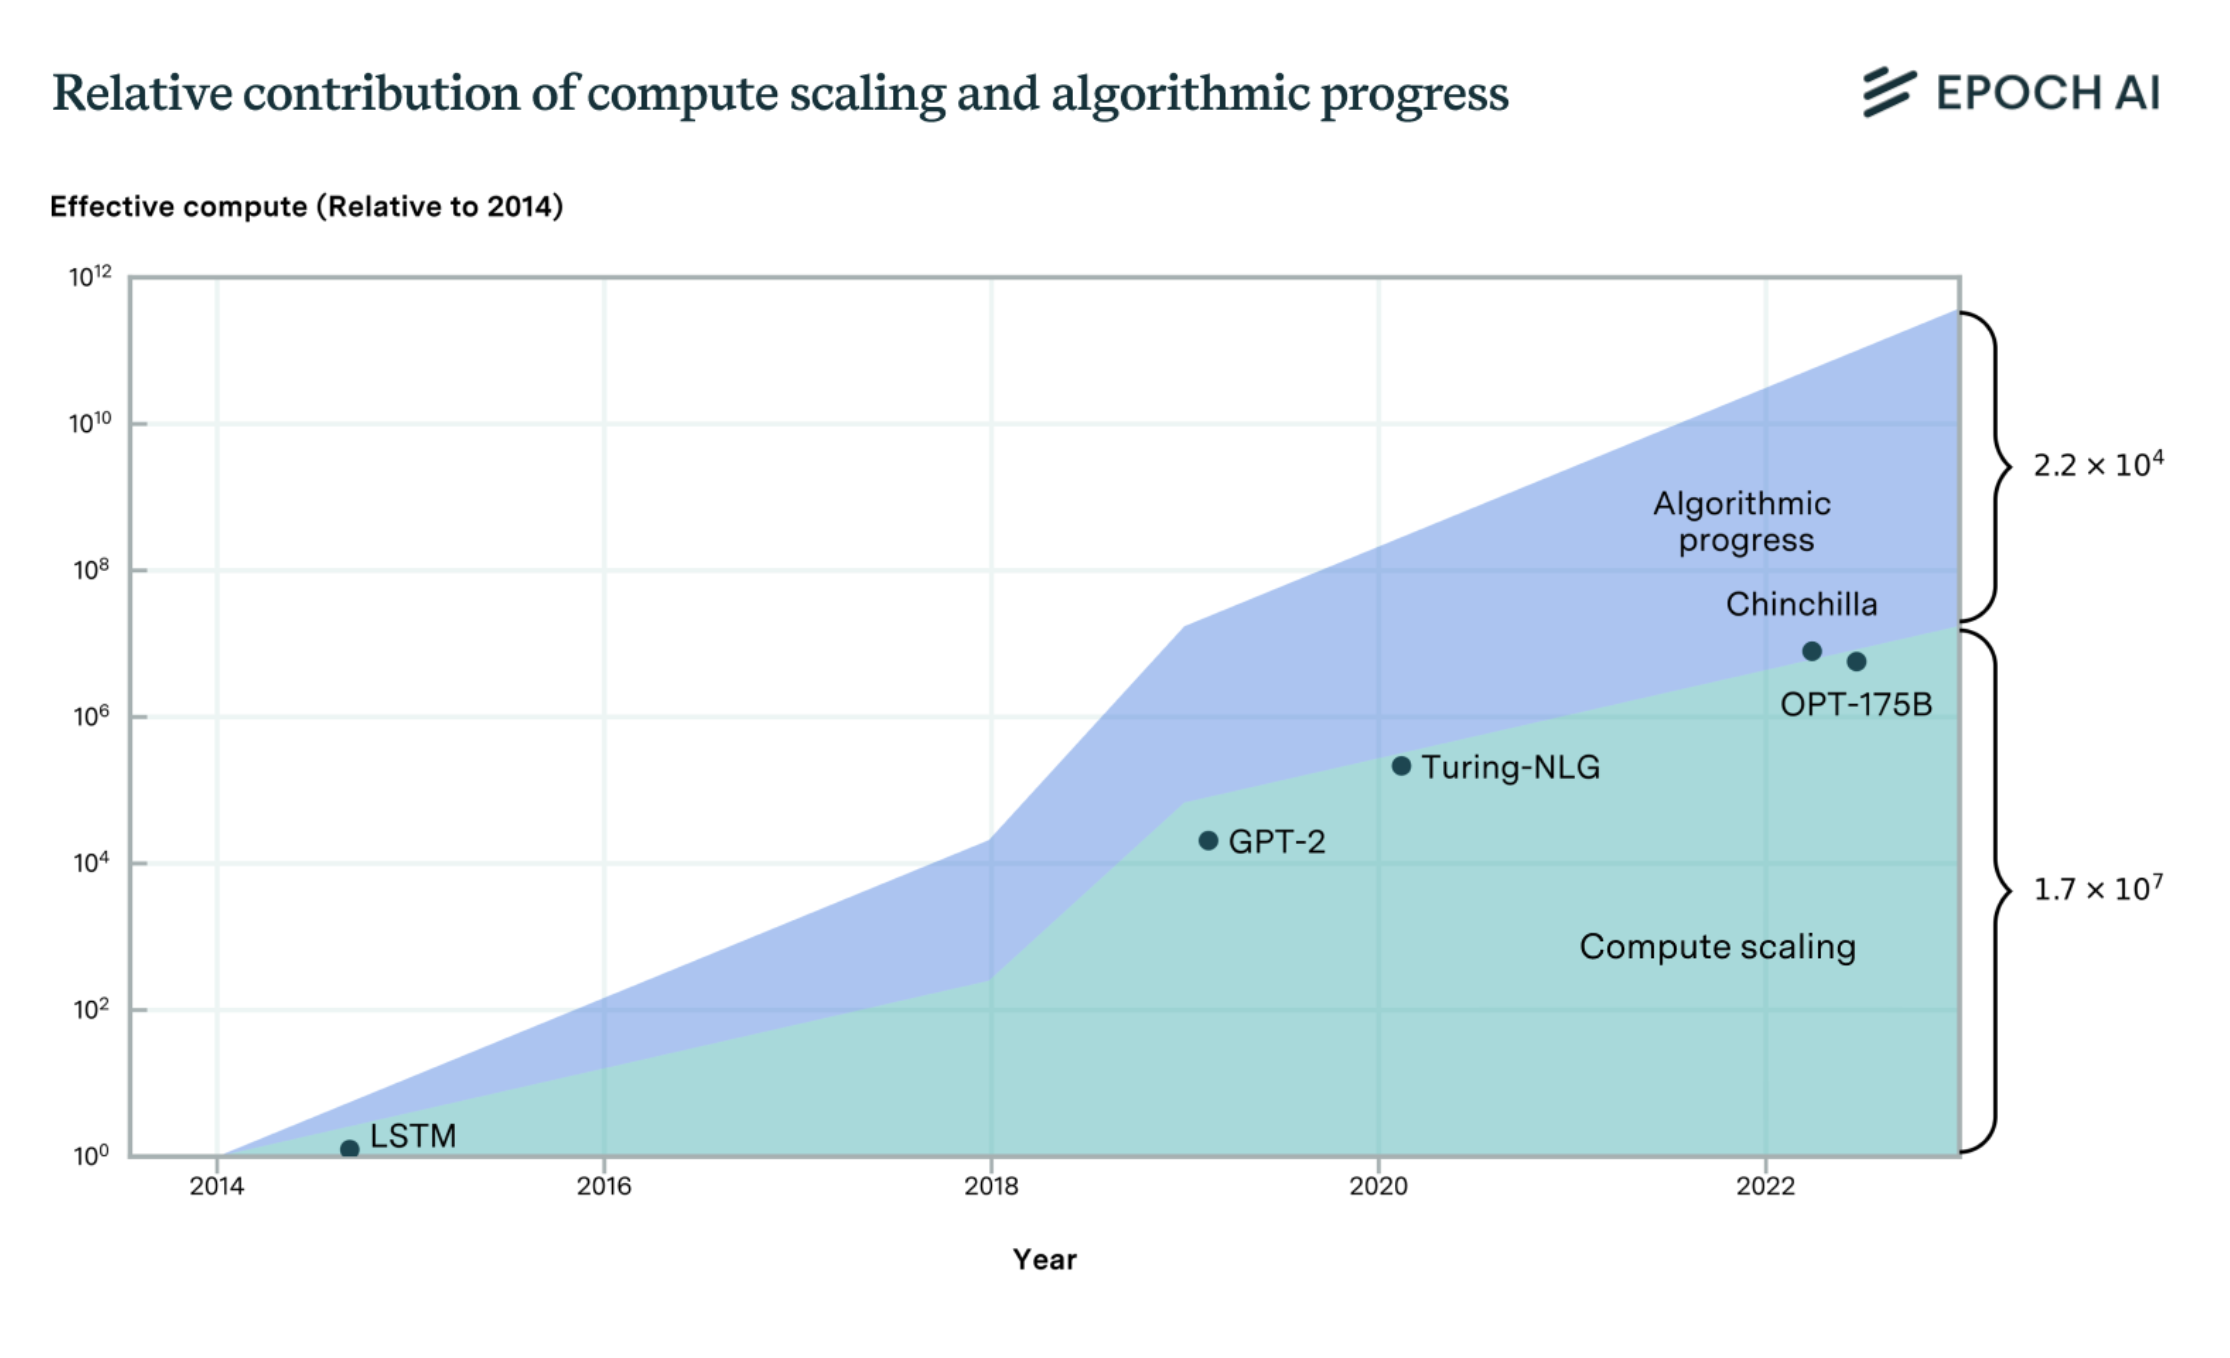 Relative contribution of compute scaling and algorithmic progress
EPOCH AI
Effective compute (Relative to 2014)
10¹²
10¹⁰
10⁸
10⁶
10⁴
10²
10⁰
Algorithmic
progress
Chinchilla
OPT-175B
Turing-NLG
GPT-2
Compute scaling
LSTM
2.2 × 10⁴
1.7 × 10⁷
2014
2016
2018
2020
2022
Year